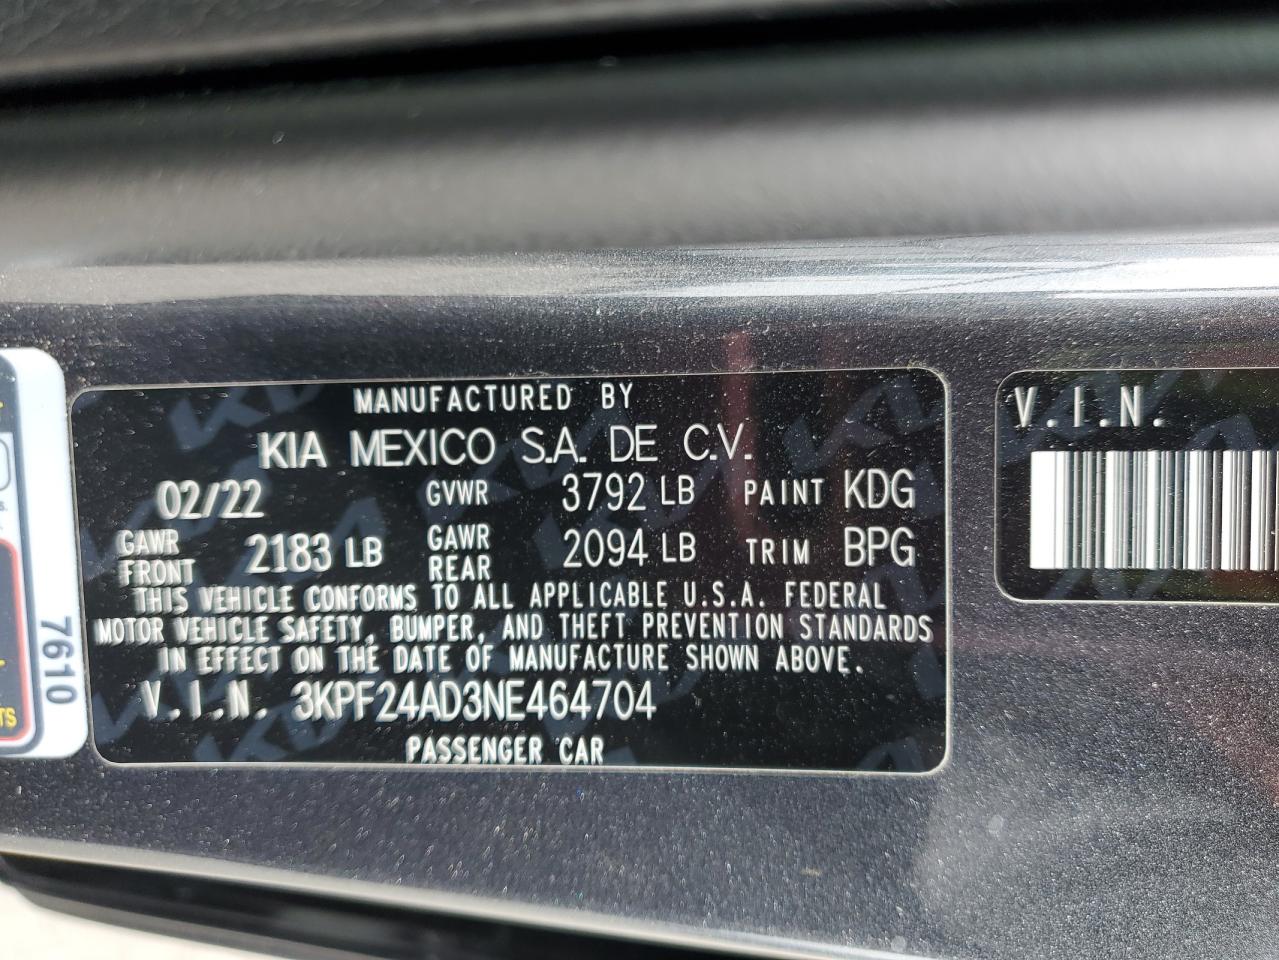 MANUFACTURED BY
KIA MEXICO S.A. DE C.V.
02/22 GVWR 3792 LB PAINT KDG
GAWR FRONT 2183 LB GAWR REAR 2094 LB TRIM BPG
THIS VEHICLE CONFORMS TO ALL APPLICABLE U.S.A. FEDERAL
MOTOR VEHICLE SAFETY, BUMPER, AND THEFT PREVENTION STANDARDS
IN EFFECT ON THE DATE OF MANUFACTURE SHOWN ABOVE.
V.I.N. 3KPF24AD3NE464704
PASSENGER CAR
V.I.N.
7610